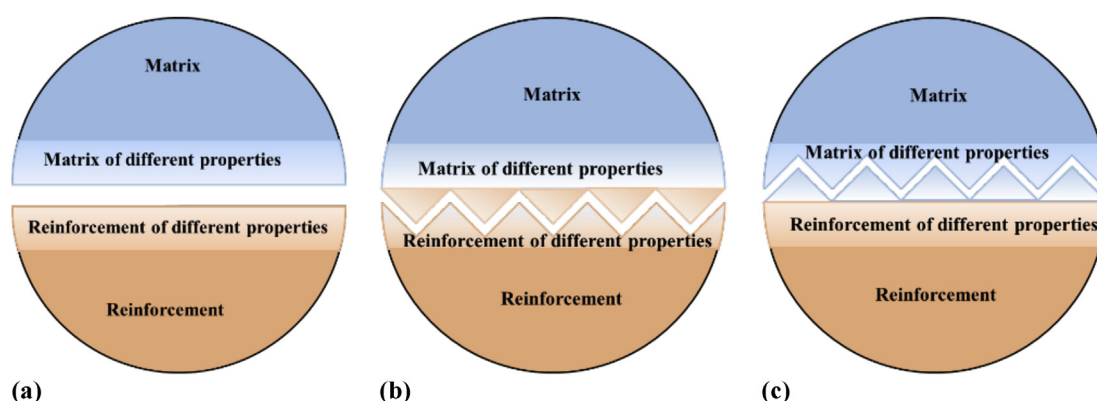 Matrix
Matrix of different properties
Reinforcement of different properties
Reinforcement
(a)
Matrix
Matrix of different properties
Reinforcement of different properties
Reinforcement
(b)
Matrix
Matrix of different properties
Reinforcement of different properties
Reinforcement
(c)